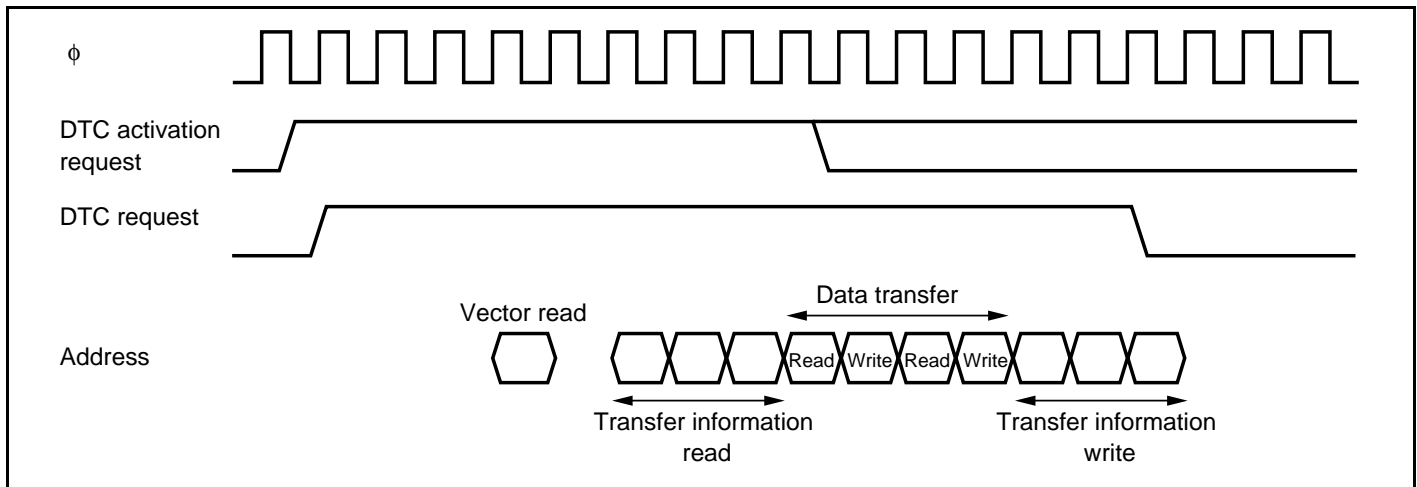 φ
DTC activation
request
DTC request
Data transfer
Vector read
Address
Read Write Read Write
Transfer information
read
Transfer information
write